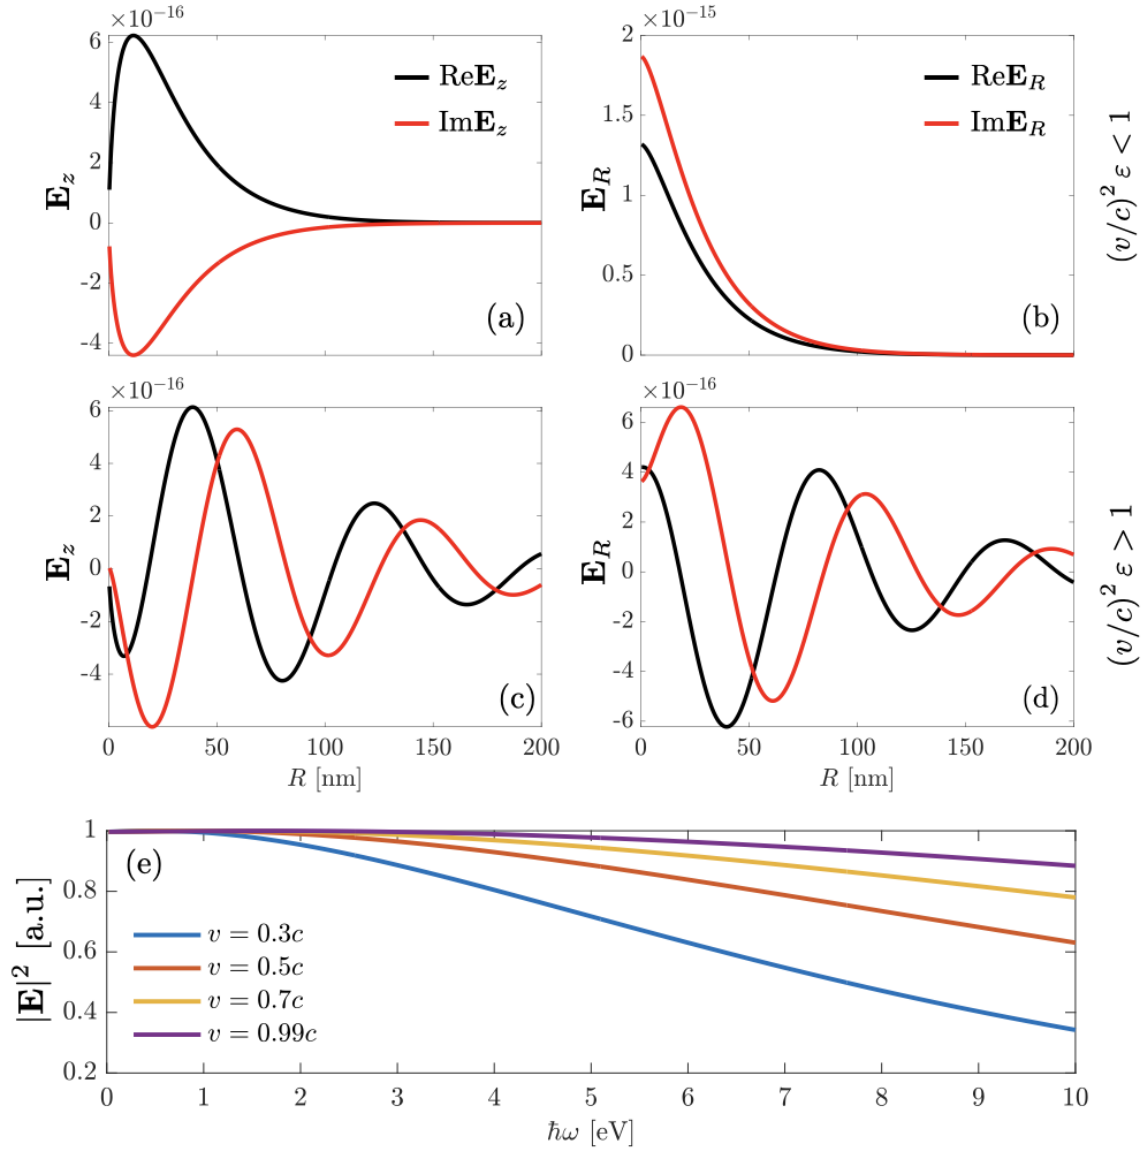 ×10⁻¹⁶
6
4
2
0
-2
-4
E_z
ReE_z
ImE_z
(a)
×10⁻¹⁵
2
1.5
1
0.5
0
E_R
ReE_R
ImE_R
(b)
(v/c)² ε < 1
×10⁻¹⁶
6
4
2
0
-2
-4
E_z
(c)
0 50 100 150 200
R [nm]
×10⁻¹⁶
6
4
2
0
-2
-4
-6
E_R
(d)
0 50 100 150 200
R [nm]
(v/c)² ε > 1
1
0.8
0.6
0.4
0.2
|E|² [a.u.]
(e)
v = 0.3c
v = 0.5c
v = 0.7c
v = 0.99c
0 1 2 3 4 5 6 7 8 9 10
ℏω [eV]